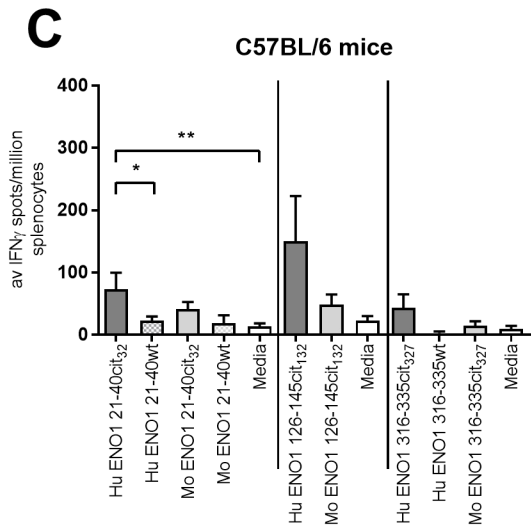 C
C57BL/6 mice
av IFNγ spots/million
splenocytes
400
300
200
100
0
**
*
Hu ENO1 21-40cit32
Hu ENO1 21-40wt
Mo ENO1 21-40cit32
Mo ENO1 21-40wt
Media
Hu ENO1 126-145cit132
Mo ENO1 126-145cit132
Media
Hu ENO1 316-335cit327
Hu ENO1 316-335wt
Mo ENO1 316-335cit327
Media